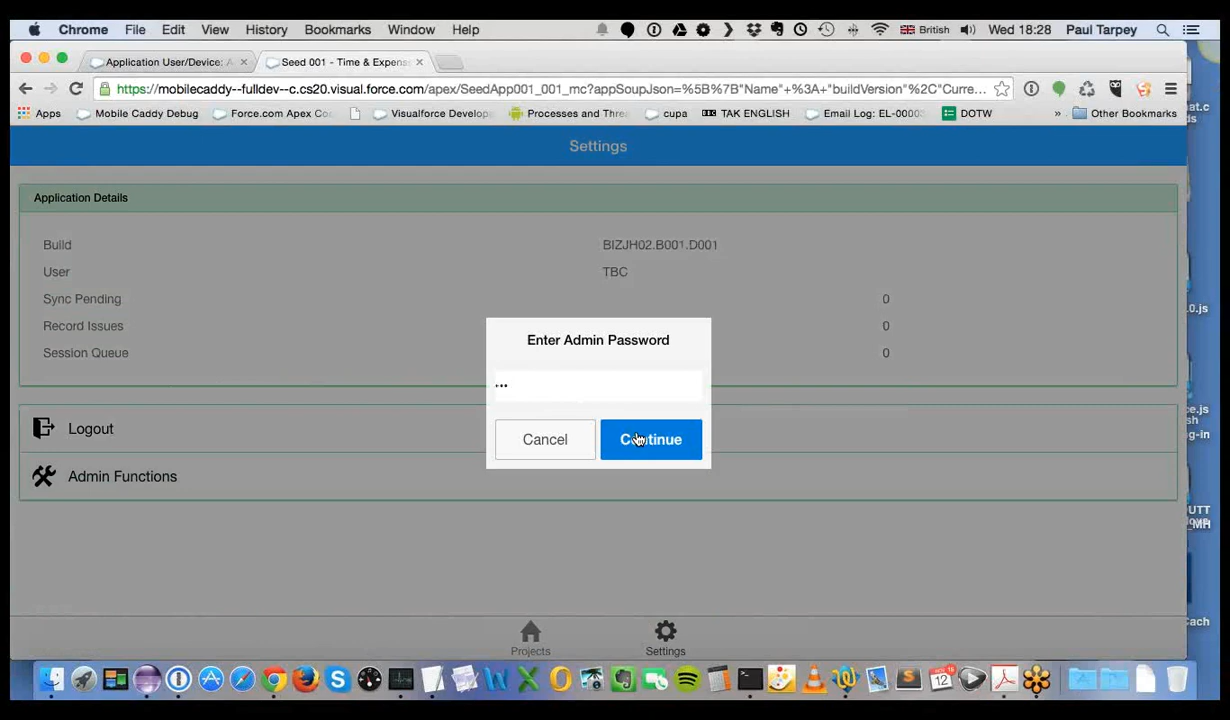 Chrome File Edit View History Bookmarks Window Help British Wed 18:28 Paul Tarpey
Application User/Device: A Seed 001 - Time & Expens
https://mobilecaddy--fulldev--c.cs20.visual.force.com/apex/SeedApp001_001_mc?appSoupJson=%5B%7B"Name"+%3A+"buildVersion"%2C"Curre...
Apps Mobile Caddy Debug Force.com Apex Co Visualforce Develop Processes and Thre cupa TAK ENGLISH Email Log: EL-0000 DOTW » Other Bookmarks
Settings
Application Details
Build BIZJH02.B001.D001
User TBC
Sync Pending 0
Record Issues 0
Session Queue 0
Enter Admin Password
Cancel Continue
Logout
Admin Functions
Projects Settings